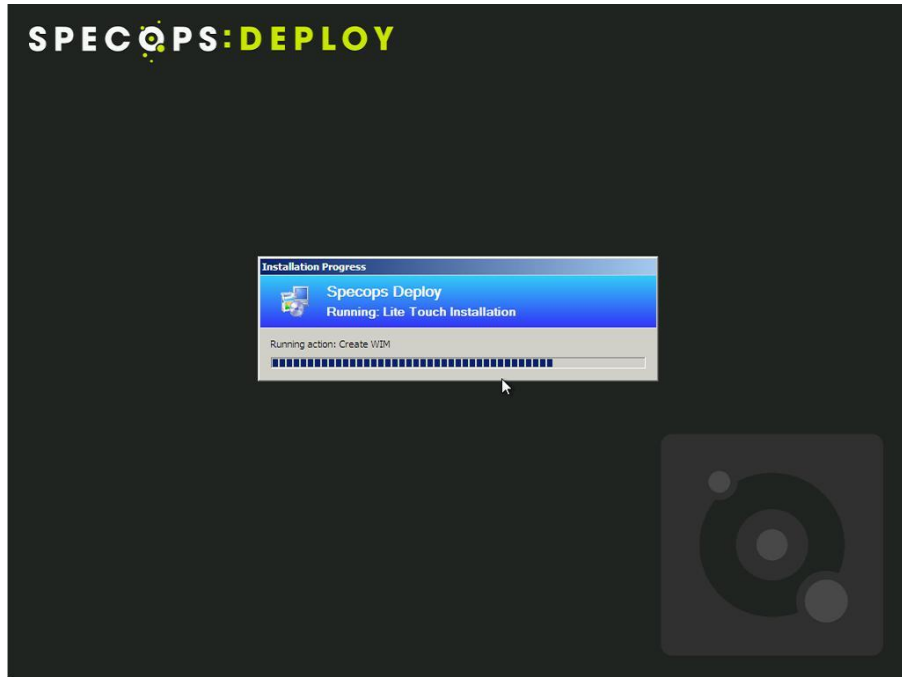 SPECOPS:DEPLOY
Installation Progress
Specops Deploy
Running: Lite Touch Installation
Running action: Create WIM